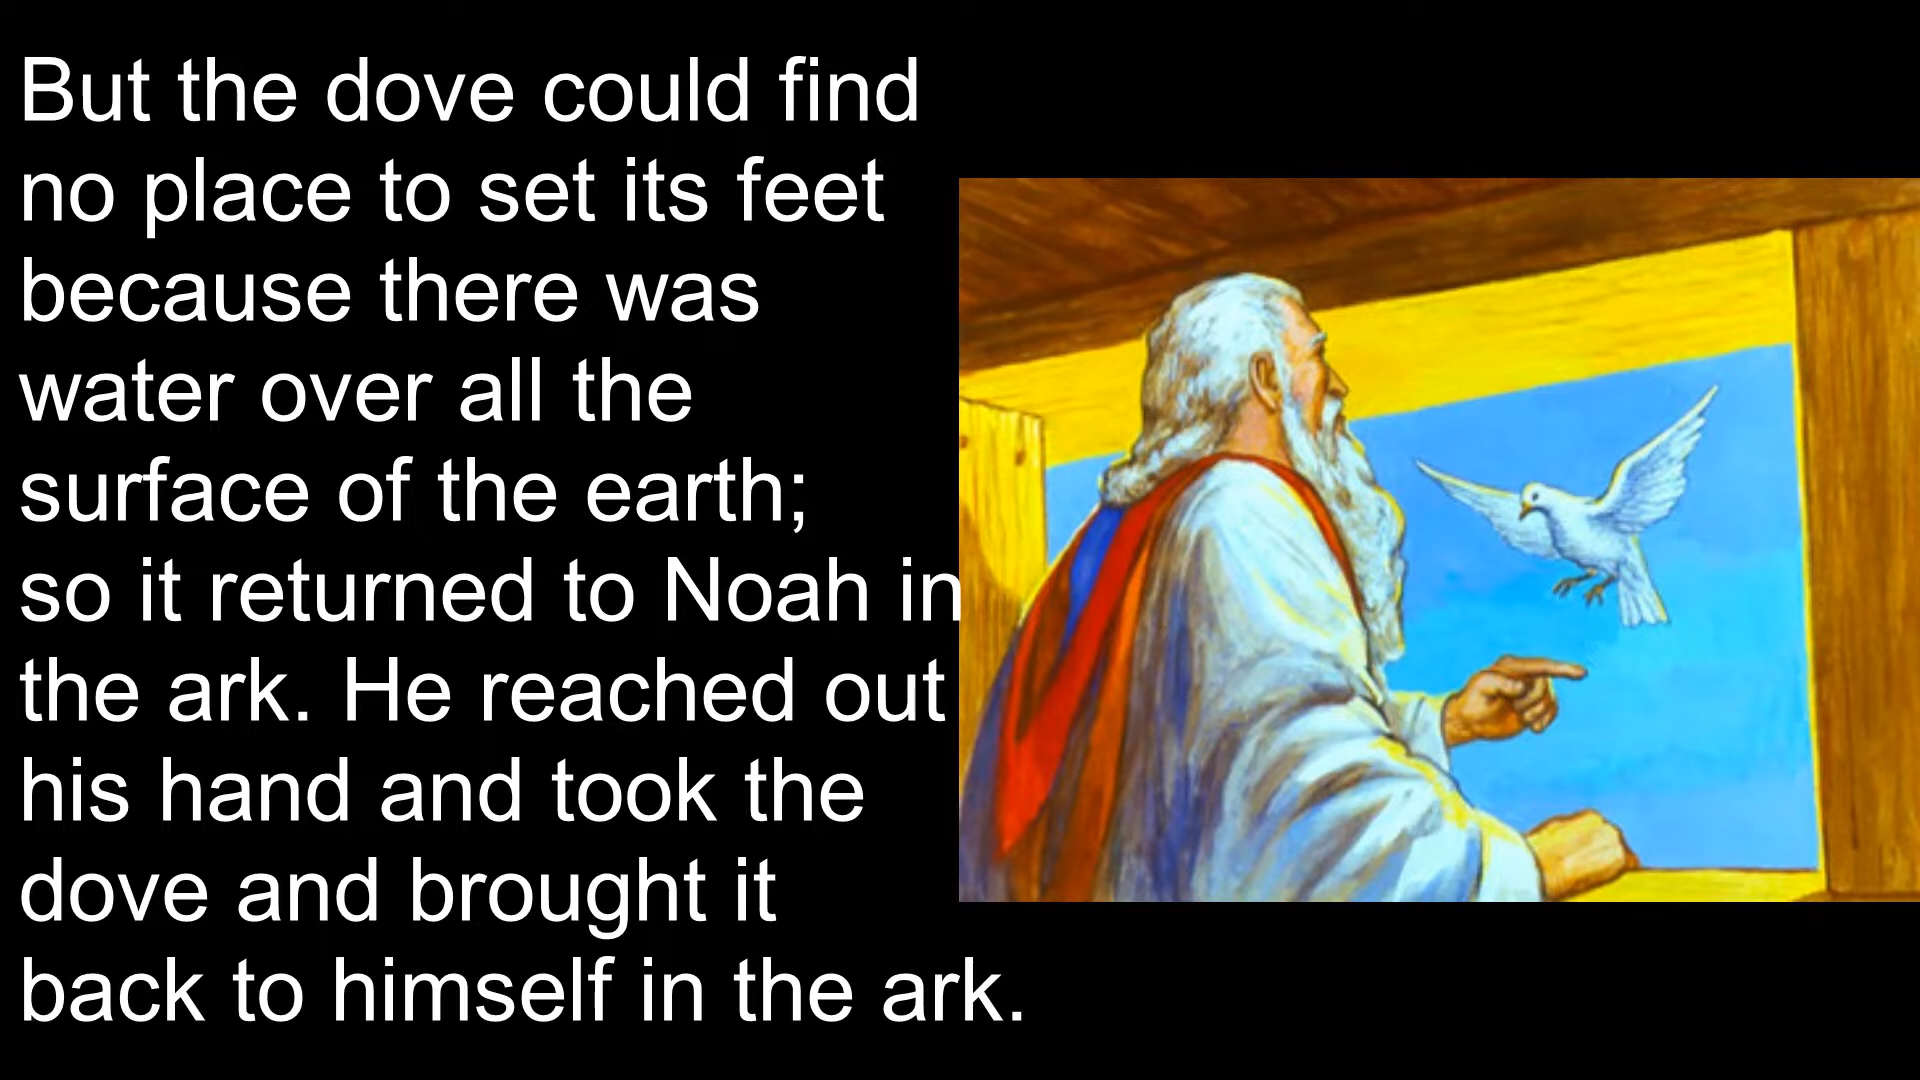 But the dove could find
no place to set its feet
because there was
water over all the
surface of the earth;
so it returned to Noah in
the ark. He reached out
his hand and took the
dove and brought it
back to himself in the ark.